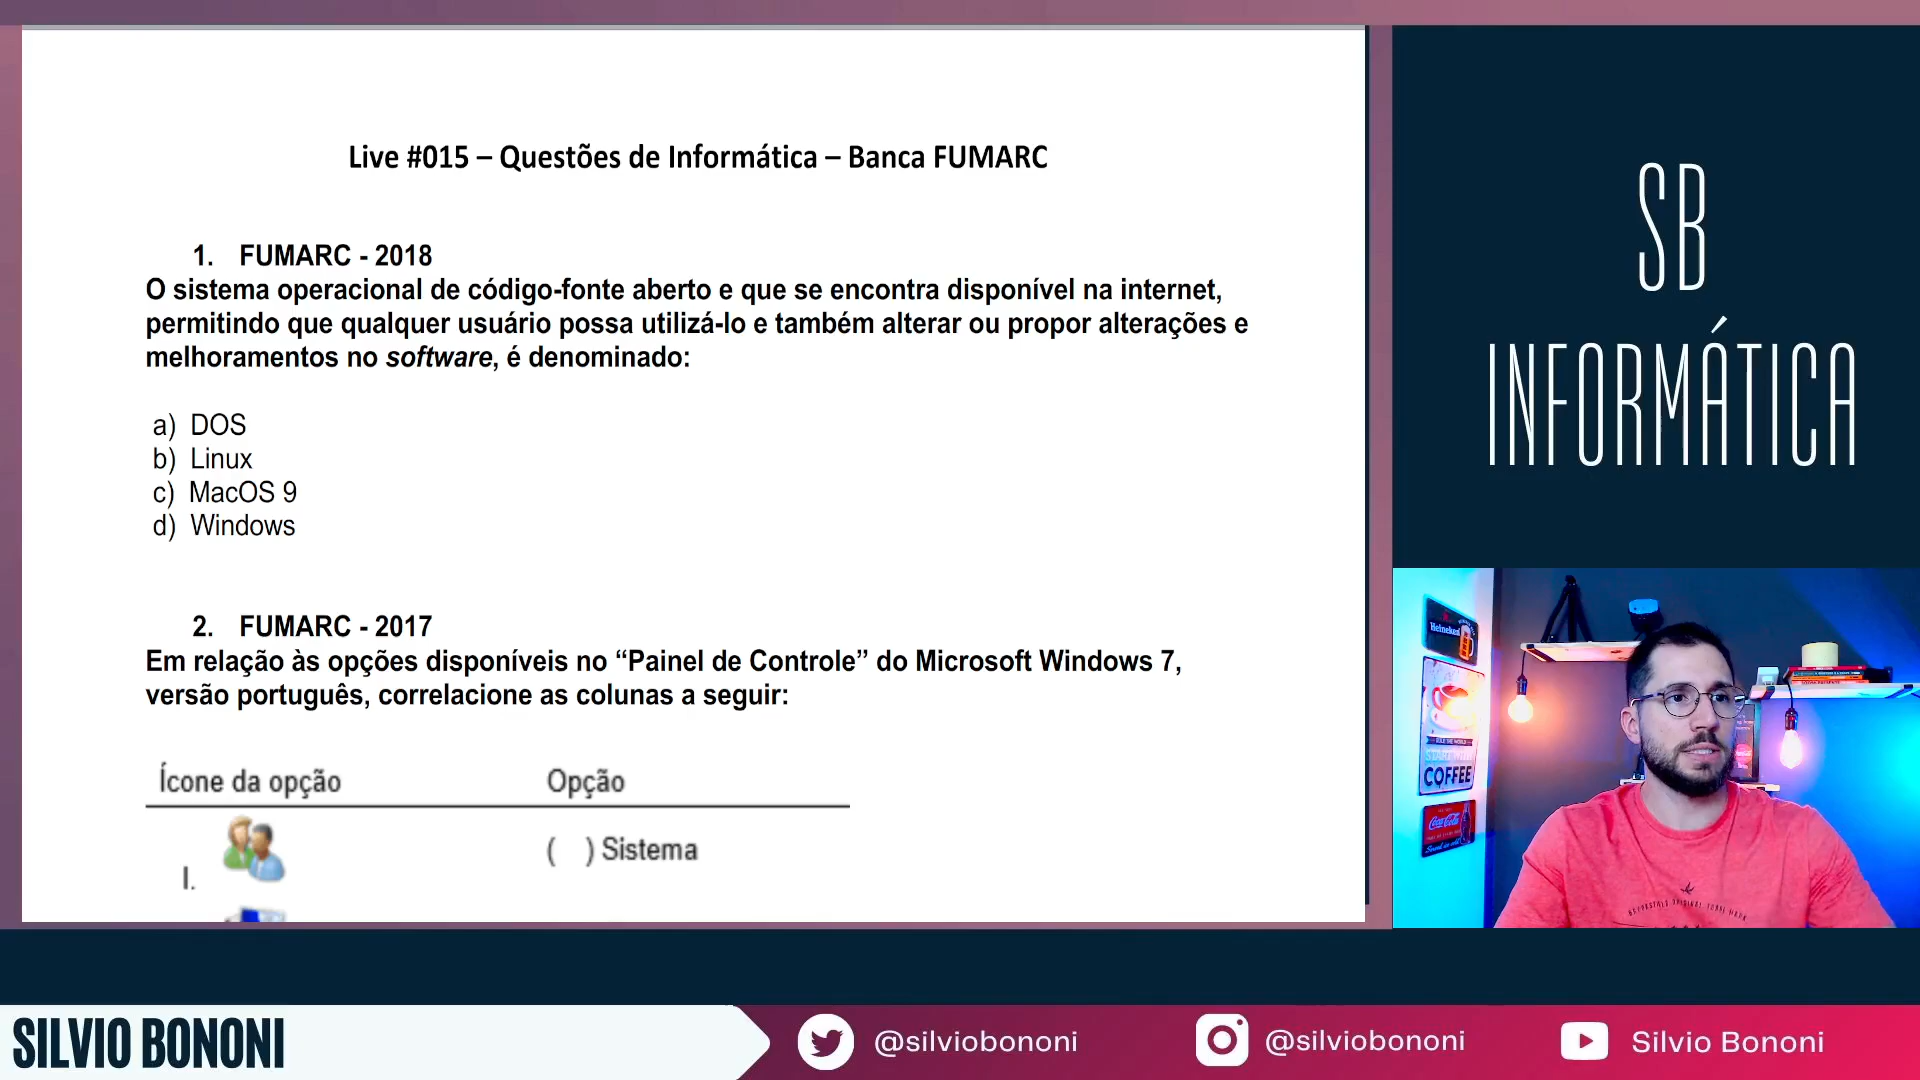 Live #015 – Questões de Informática – Banca FUMARC
1. FUMARC - 2018
O sistema operacional de código-fonte aberto e que se encontra disponível na internet,
permitindo que qualquer usuário possa utilizá-lo e também alterar ou propor alterações e
melhoramentos no software, é denominado:
a) DOS
b) Linux
c) MacOS 9
d) Windows
2. FUMARC - 2017
Em relação às opções disponíveis no “Painel de Controle” do Microsoft Windows 7,
versão português, correlacione as colunas a seguir:
Ícone da opção Opção
I. ( ) Sistema
SB
INFORMÁTICA
Heineken
START
COFFEE
Coca-Cola
SILVIO BONONI
@silviobononi
@silviobononi
Silvio Bononi